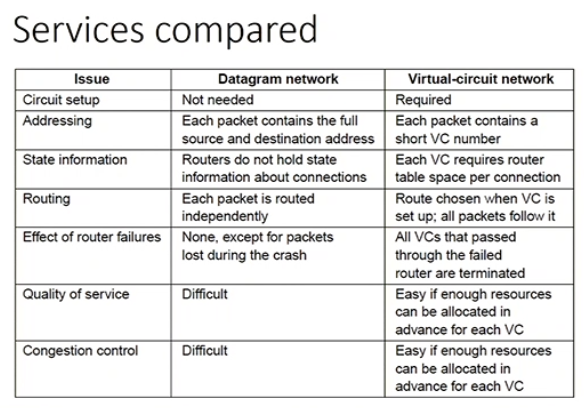 Services compared
Issue Datagram network Virtual-circuit network
Circuit setup Not needed Required
Addressing Each packet contains the full Each packet contains a
source and destination address short VC number
State information Routers do not hold state Each VC requires router
information about connections table space per connection
Routing Each packet is routed Route chosen when VC is
independently set up; all packets follow it
Effect of router failures None, except for packets All VCs that passed
lost during the crash through the failed
router are terminated
Quality of service Difficult Easy if enough resources
can be allocated in
advance for each VC
Congestion control Difficult Easy if enough resources
can be allocated in
advance for each VC